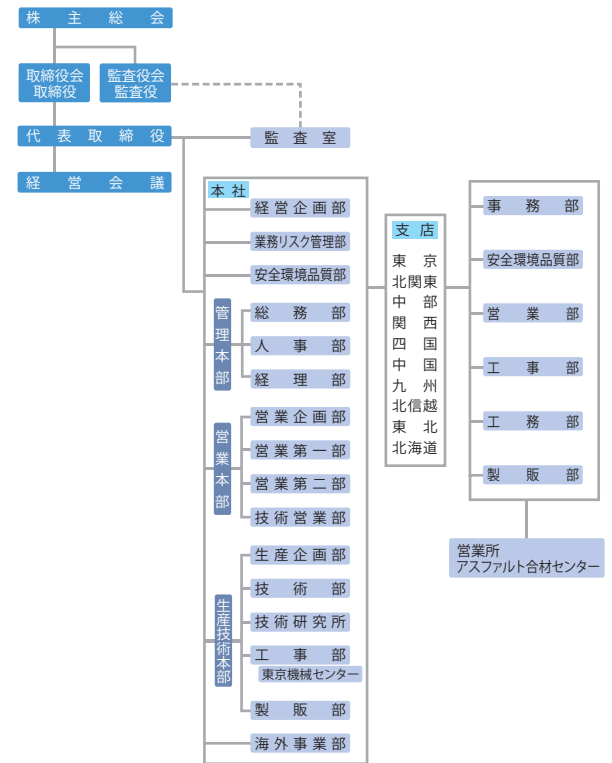 株主総会
取締役会
取締役
監査役会
監査役
代表取締役
監査室
経営会議
本社
経営企画部
業務リスク管理部
安全環境品質部
管理本部
総務部
人事部
経理部
営業本部
営業企画部
営業第一部
営業第二部
技術営業部
生産技術本部
生産企画部
技術部
技術研究所
工事部
東京機械センター
製販部
海外事業部
支店
東京
北関東
中部
関西
四国
中国
九州
北信越
東北
北海道
事務部
安全環境品質部
営業部
工事部
工務部
製販部
営業所
アスファルト合材センター